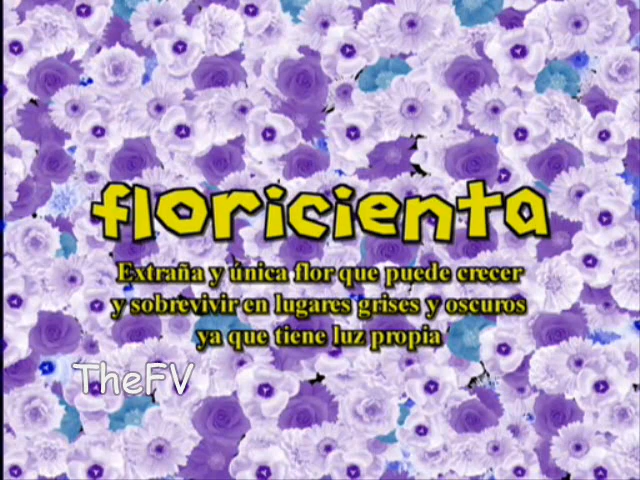 floricienta
Extraña y única flor que puede crecer
y sobrevivir en lugares grises y oscuros
ya que tiene luz propia
TheFV